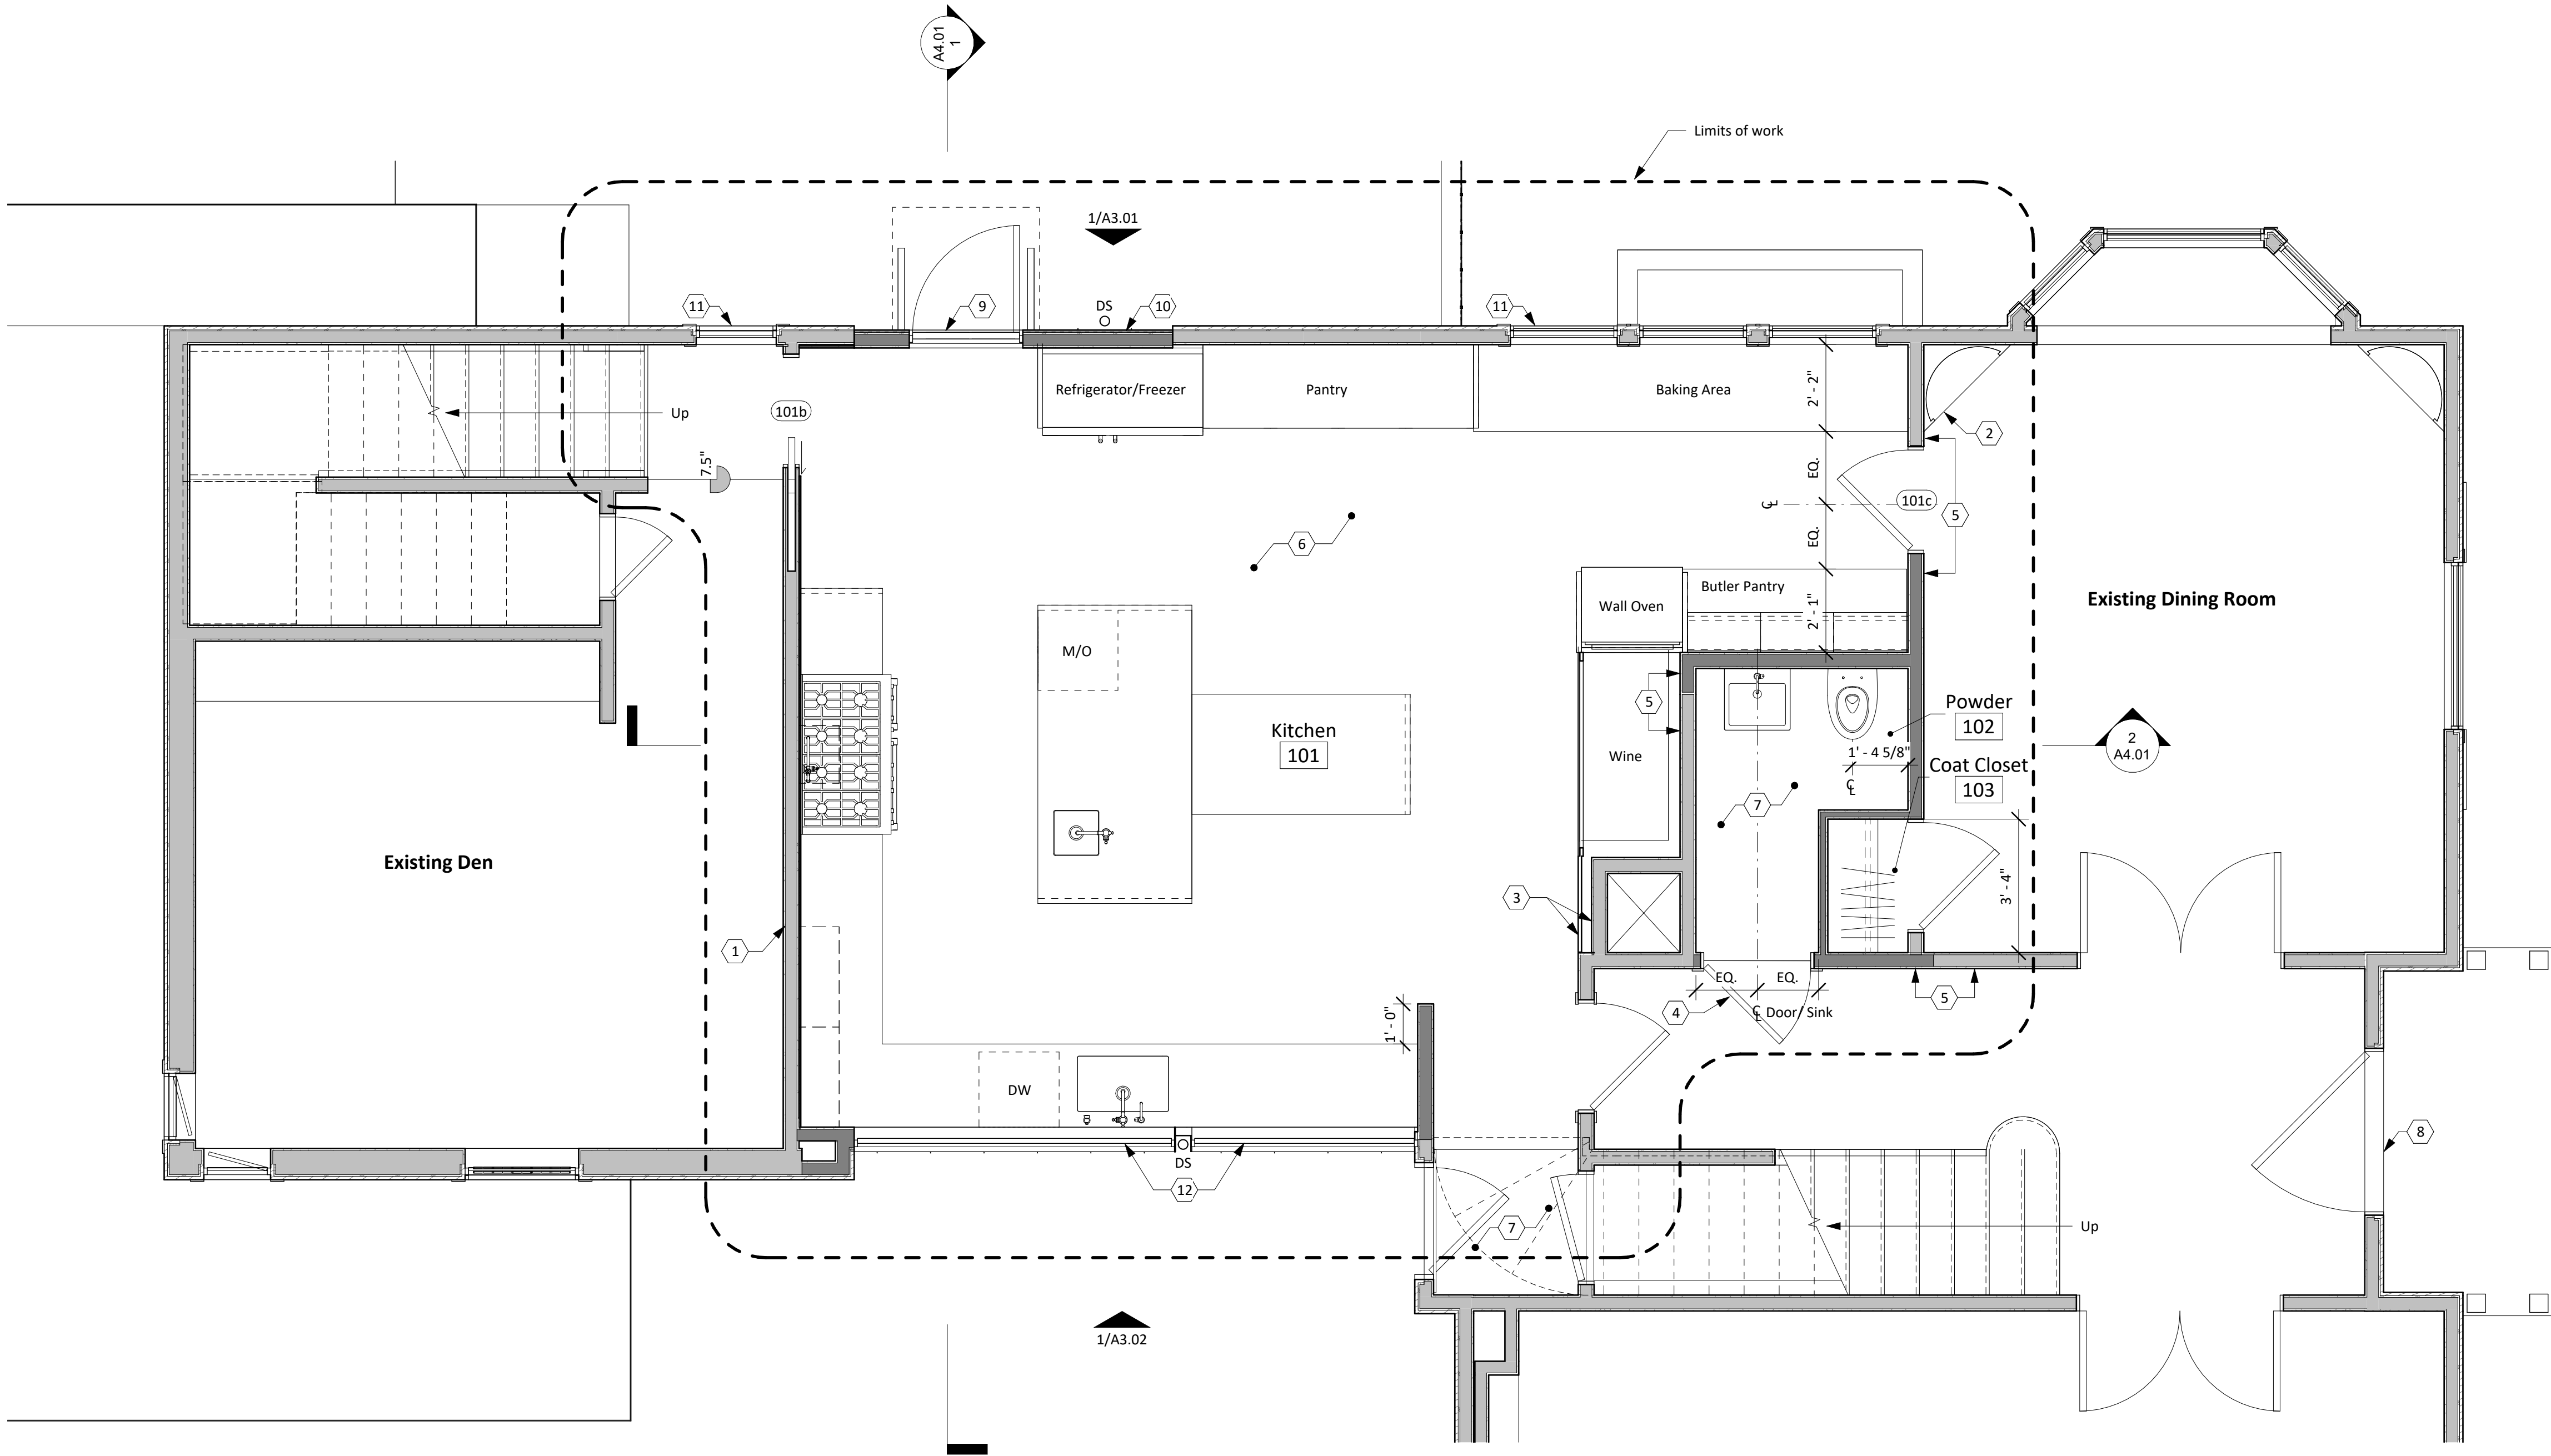 A4.01
1
Limits of work
1/A3.01
11
9
DS
10
11
Refrigerator/Freezer
Pantry
Baking Area
2' - 2"
Up
101b
2
7.5"
EQ.
℄
101c
5
6
EQ.
Butler Pantry
Wall Oven
2' - 1"
Existing Dining Room
M/O
5
Powder
102
Kitchen
101
Wine
1' - 4 5/8"
℄
2
A4.01
Coat Closet
103
7
Existing Den
3
3' - 4"
1
EQ.
EQ.
5
4
℄ Door/ Sink
1' - 0"
DW
8
DS
12
7
Up
1/A3.02